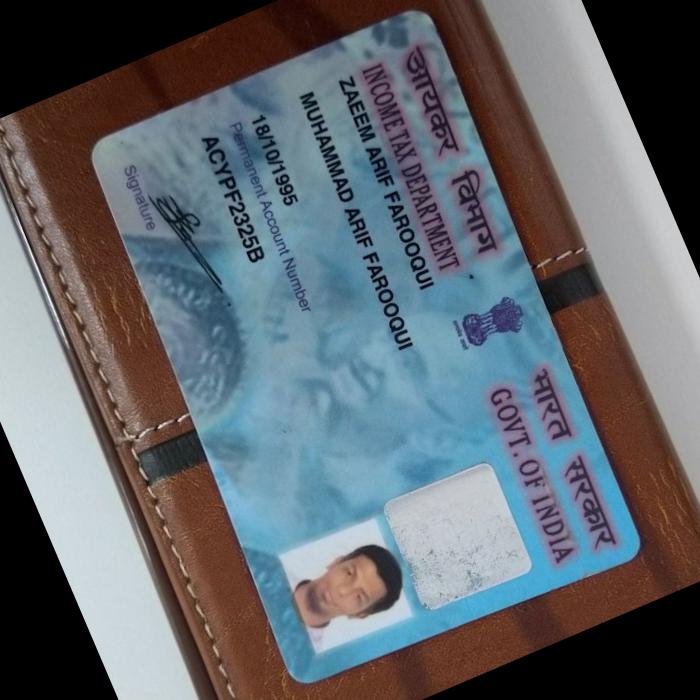 आयकर विभाग
INCOME TAX DEPARTMENT
भारत सरकार
GOVT. OF INDIA
ZAEEM ARIF FAROOQUI
MUHAMMAD ARIF FAROOQUI
18/10/1995
Permanent Account Number
ACYPF2325B
Signature